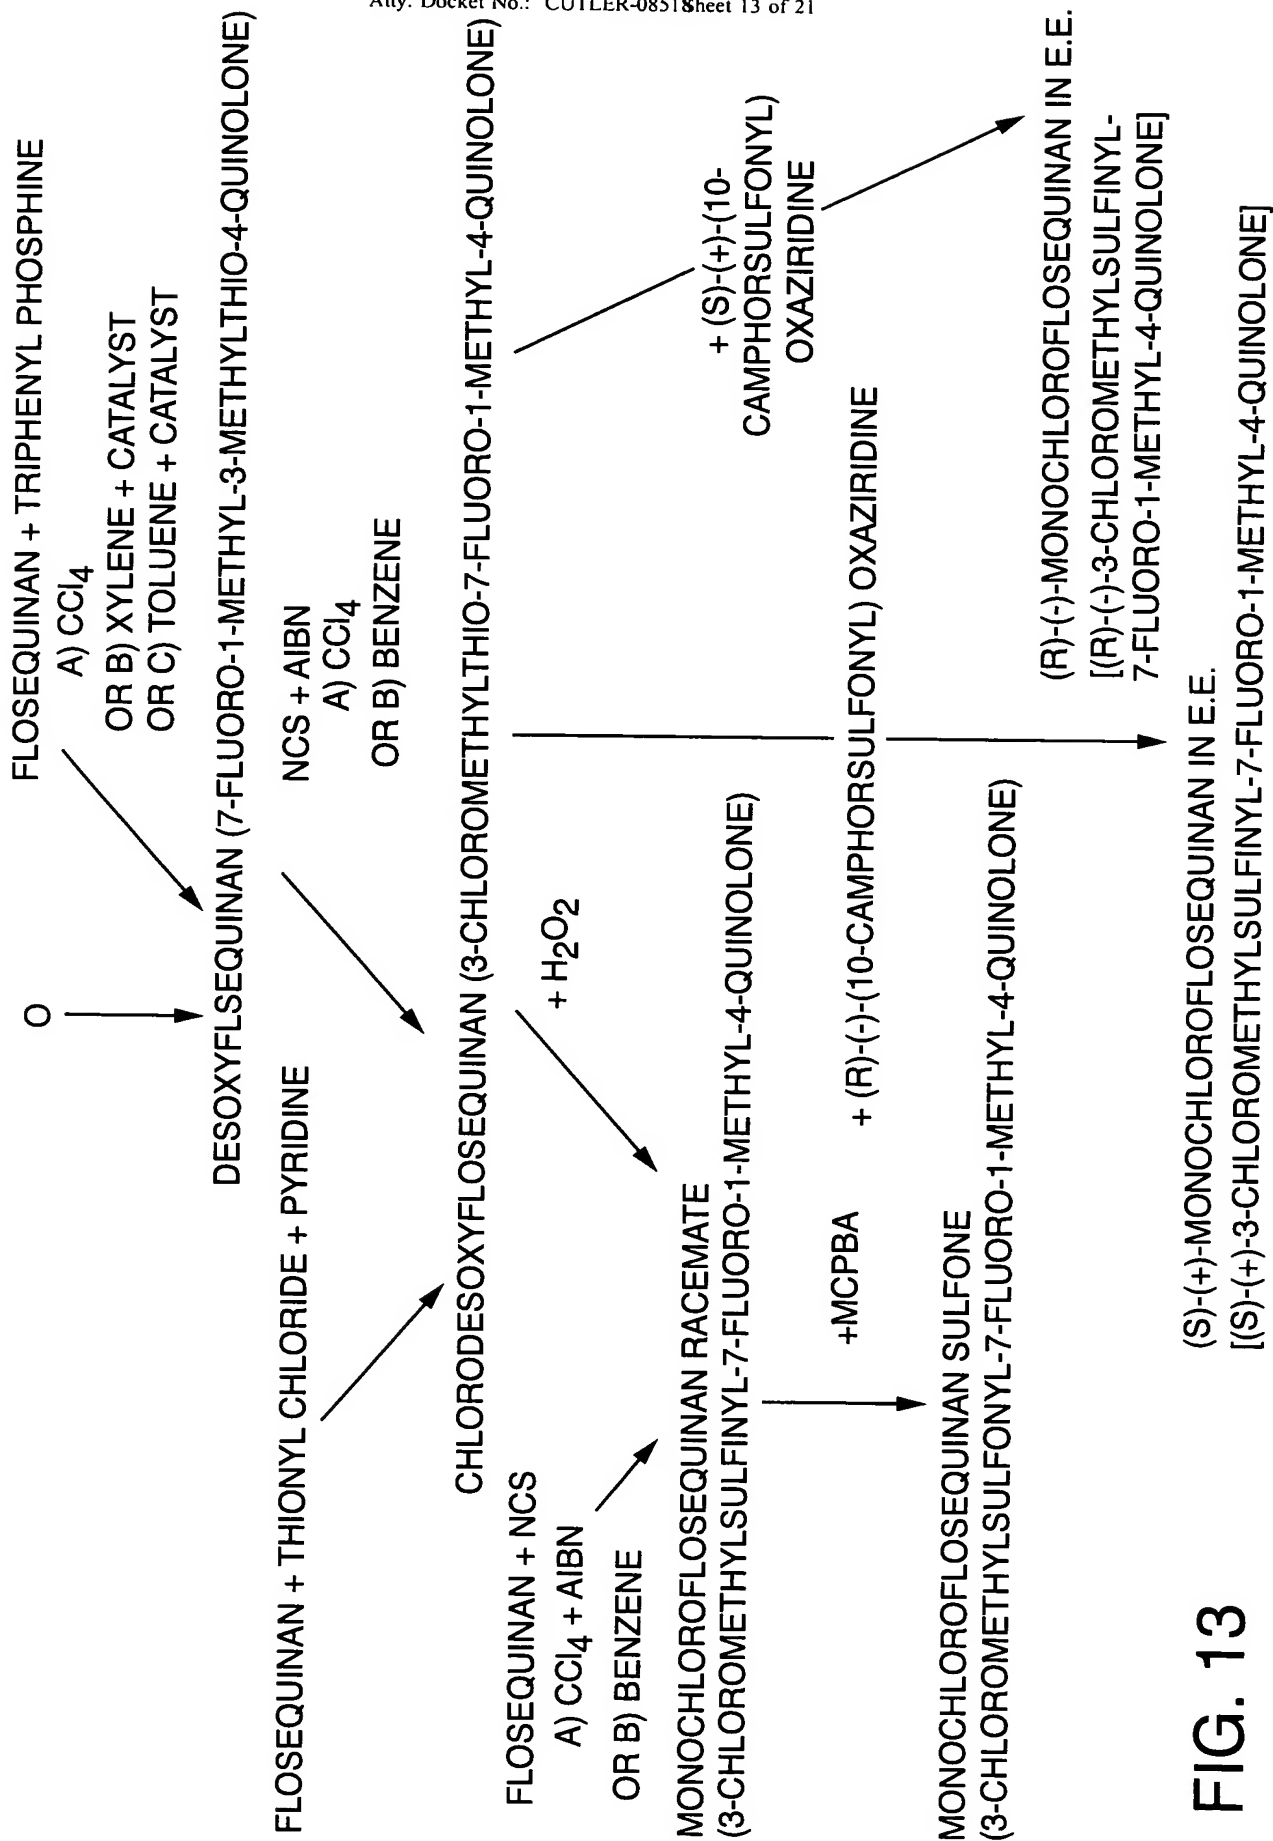 Atty. Docket No.: CUTLER-08518Sheet 13 of 21
O
FLOSEQUINAN + TRIPHENYL PHOSPHINE
A) CCl4
OR B) XYLENE + CATALYST
OR C) TOLUENE + CATALYST
DESOXYFLSEQUINAN (7-FLUORO-1-METHYL-3-METHYLTHIO-4-QUINOLONE)
FLOSEQUINAN + THIONYL CHLORIDE + PYRIDINE
NCS + AIBN
A) CCl4
OR B) BENZENE
CHLORODESOXYFLOSEQUINAN (3-CHLOROMETHYLTHIO-7-FLUORO-1-METHYL-4-QUINOLONE)
FLOSEQUINAN + NCS
A) CCl4 + AIBN
OR B) BENZENE
+ H2O2
MONOCHLOROFLOSEQUINAN RACEMATE
(3-CHLOROMETHYLSULFINYL-7-FLUORO-1-METHYL-4-QUINOLONE)
+ (S)-(+)-(10-
CAMPHORSULFONYL)
OXAZIRIDINE
+MCPBA
+ (R)-(-)-(10-CAMPHORSULFONYL) OXAZIRIDINE
MONOCHLOROFLOSEQUINAN SULFONE
(3-CHLOROMETHYLSULFONYL-7-FLUORO-1-METHYL-4-QUINOLONE)
(R)-(-)-MONOCHLOROFLOSEQUINAN IN E.E.
[(R)-(-)-3-CHLOROMETHYLSULFINYL-
7-FLUORO-1-METHYL-4-QUINOLONE]
(S)-(+)-MONOCHLOROFLOSEQUINAN IN E.E.
[(S)-(+)-3-CHLOROMETHYLSULFINYL-7-FLUORO-1-METHYL-4-QUINOLONE]
FIG. 13